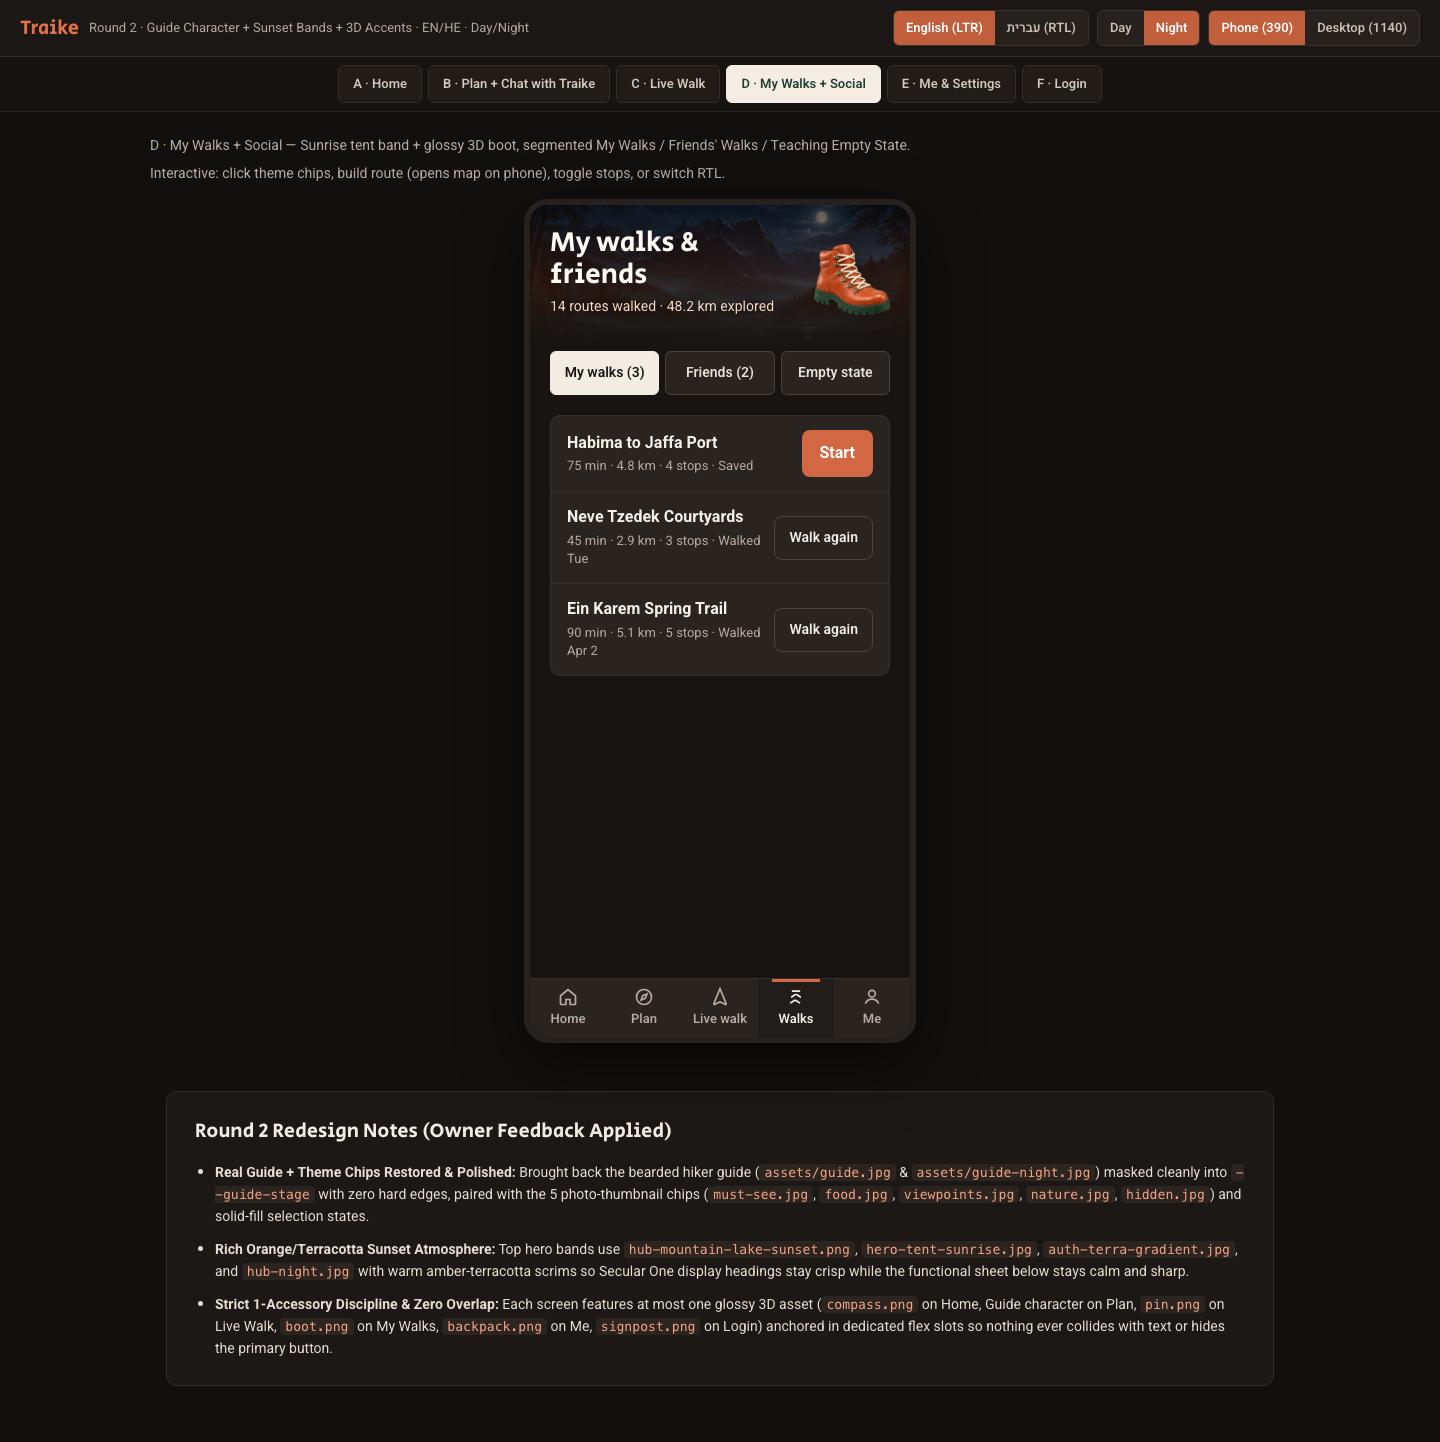 Traike
Round 2 · Guide Character + Sunset Bands + 3D Accents · EN/HE · Day/Night
English (LTR)
עברית (RTL)
Day
Night
Phone (390)
Desktop (1140)
A · Home
B · Plan + Chat with Traike
C · Live Walk
D · My Walks + Social
E · Me & Settings
F · Login
D · My Walks + Social — Sunrise tent band + glossy 3D boot, segmented My Walks / Friends' Walks / Teaching Empty State.
Interactive: click theme chips, build route (opens map on phone), toggle stops, or switch RTL.
My walks &
friends
14 routes walked · 48.2 km explored
My walks (3)
Friends (2)
Empty state
Habima to Jaffa Port
75 min · 4.8 km · 4 stops · Saved
Start
Neve Tzedek Courtyards
45 min · 2.9 km · 3 stops · Walked
Tue
Walk again
Ein Karem Spring Trail
90 min · 5.1 km · 5 stops · Walked
Apr 2
Walk again
Home
Plan
Live walk
Walks
Me
Round 2 Redesign Notes (Owner Feedback Applied)
• Real Guide + Theme Chips Restored & Polished: Brought back the bearded hiker guide ( assets/guide.jpg & assets/guide-night.jpg ) masked cleanly into -
-guide-stage with zero hard edges, paired with the 5 photo-thumbnail chips ( must-see.jpg , food.jpg , viewpoints.jpg , nature.jpg , hidden.jpg ) and
solid-fill selection states.
• Rich Orange/Terracotta Sunset Atmosphere: Top hero bands use hub-mountain-lake-sunset.png , hero-tent-sunrise.jpg , auth-terra-gradient.jpg ,
and hub-night.jpg with warm amber-terracotta scrims so Secular One display headings stay crisp while the functional sheet below stays calm and sharp.
• Strict 1-Accessory Discipline & Zero Overlap: Each screen features at most one glossy 3D asset ( compass.png on Home, Guide character on Plan, pin.png on
Live Walk, boot.png on My Walks, backpack.png on Me, signpost.png on Login) anchored in dedicated flex slots so nothing ever collides with text or hides
the primary button.